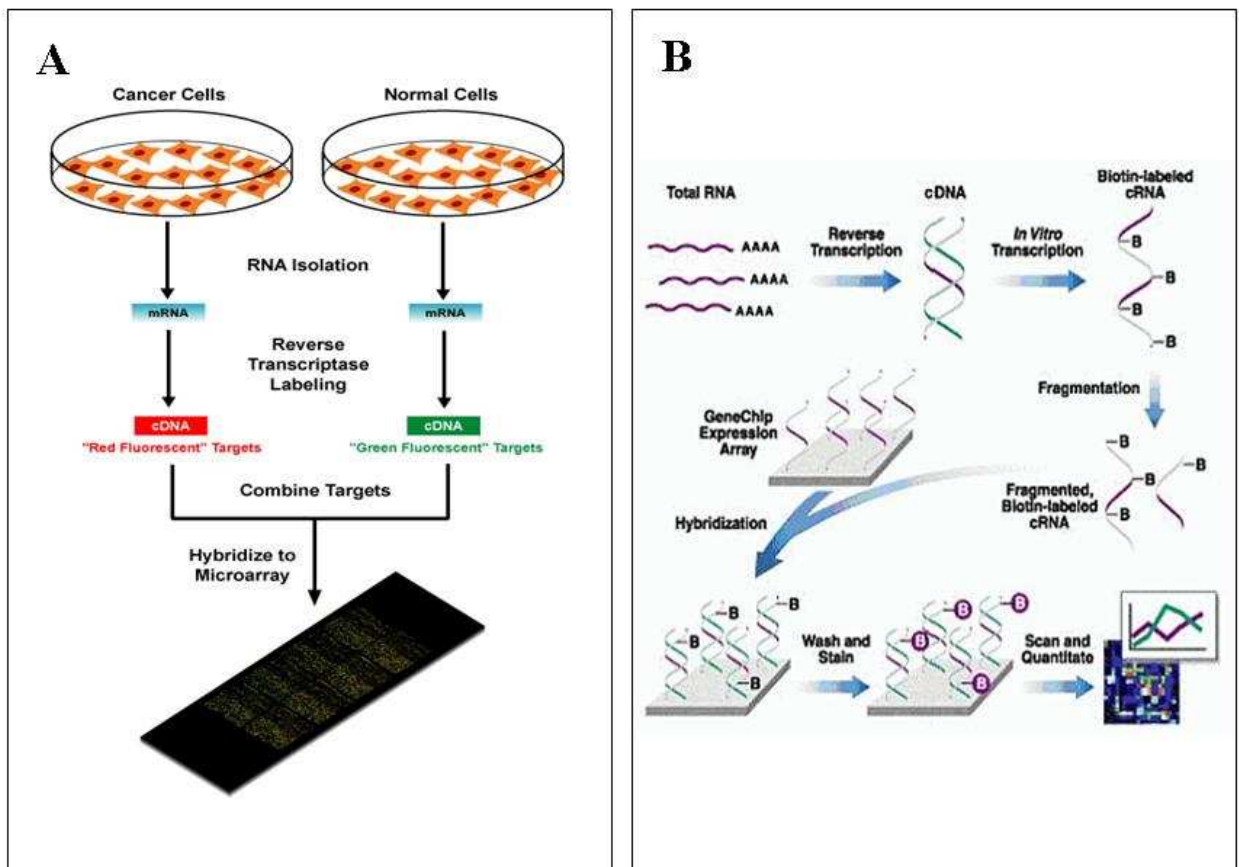 A
Cancer Cells
Normal Cells
RNA Isolation
mRNA
mRNA
Reverse
Transcriptase
Labeling
cDNA
cDNA
"Red Fluorescent" Targets
"Green Fluorescent" Targets
Combine Targets
Hybridize to
Microarray
B
Total RNA
cDNA
Biotin-labeled
cRNA
AAAA
AAAA
AAAA
Reverse
Transcription
In Vitro
Transcription
B
B
B
B
Fragmentation
GeneChip
Expression
Array
B
B
B
B
Fragmented,
Biotin-labeled
cRNA
Hybridization
B
B
B
B
Wash and
Stain
B
B
B
B
Scan and
Quantitate